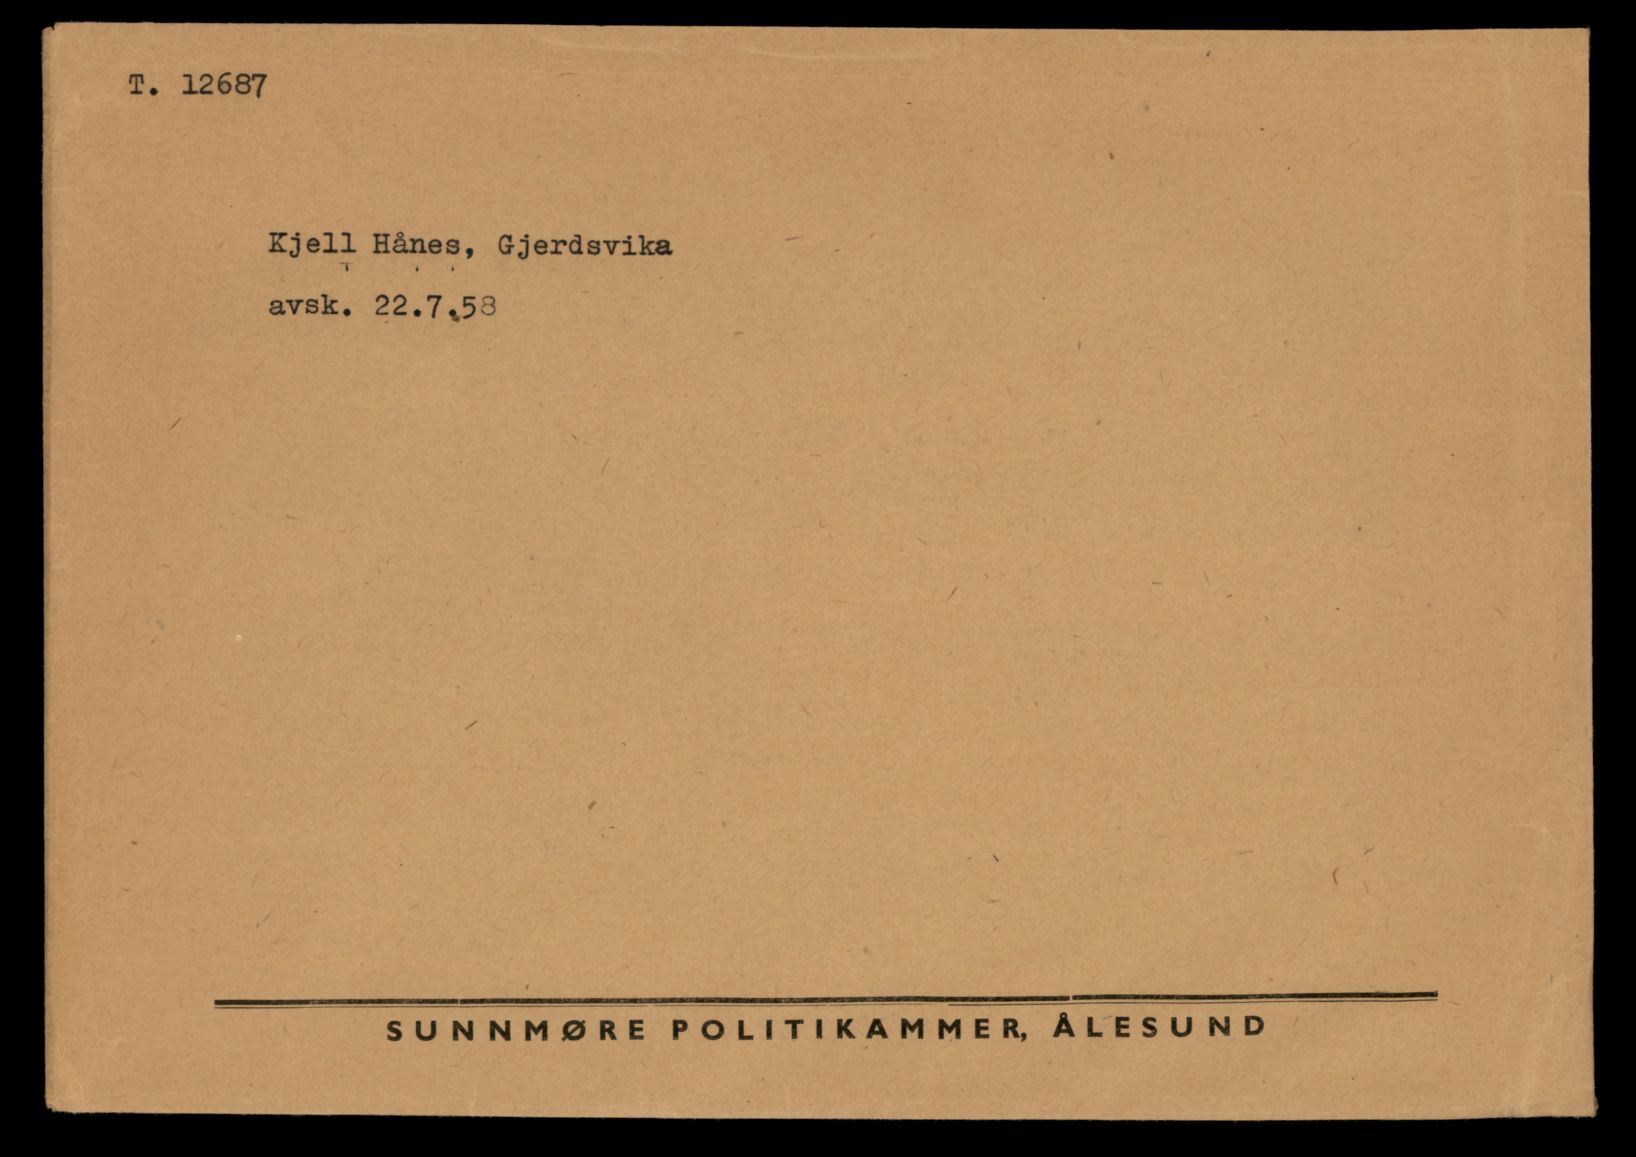 T. 12687
Kjell Hånes, Gjerdsvika
avsk. 22.7.58
SUNNMØRE POLITIKAMMER, ÅLESUND